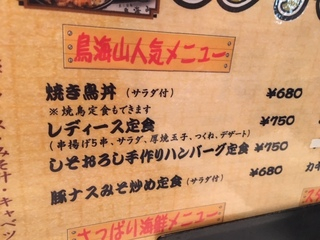 鳥海山人気メニュー
焼き鳥丼（サラダ付） ¥680
※焼鳥定食もできます
レディース定食 ¥750
（串揚げ5串、サラダ、厚焼玉子、つくね、デザート）
しそおろし手作りハンバーグ定食 ¥750
豚ナスみそ炒め定食（サラダ付） ¥680
さっぱり海鮮メニュー